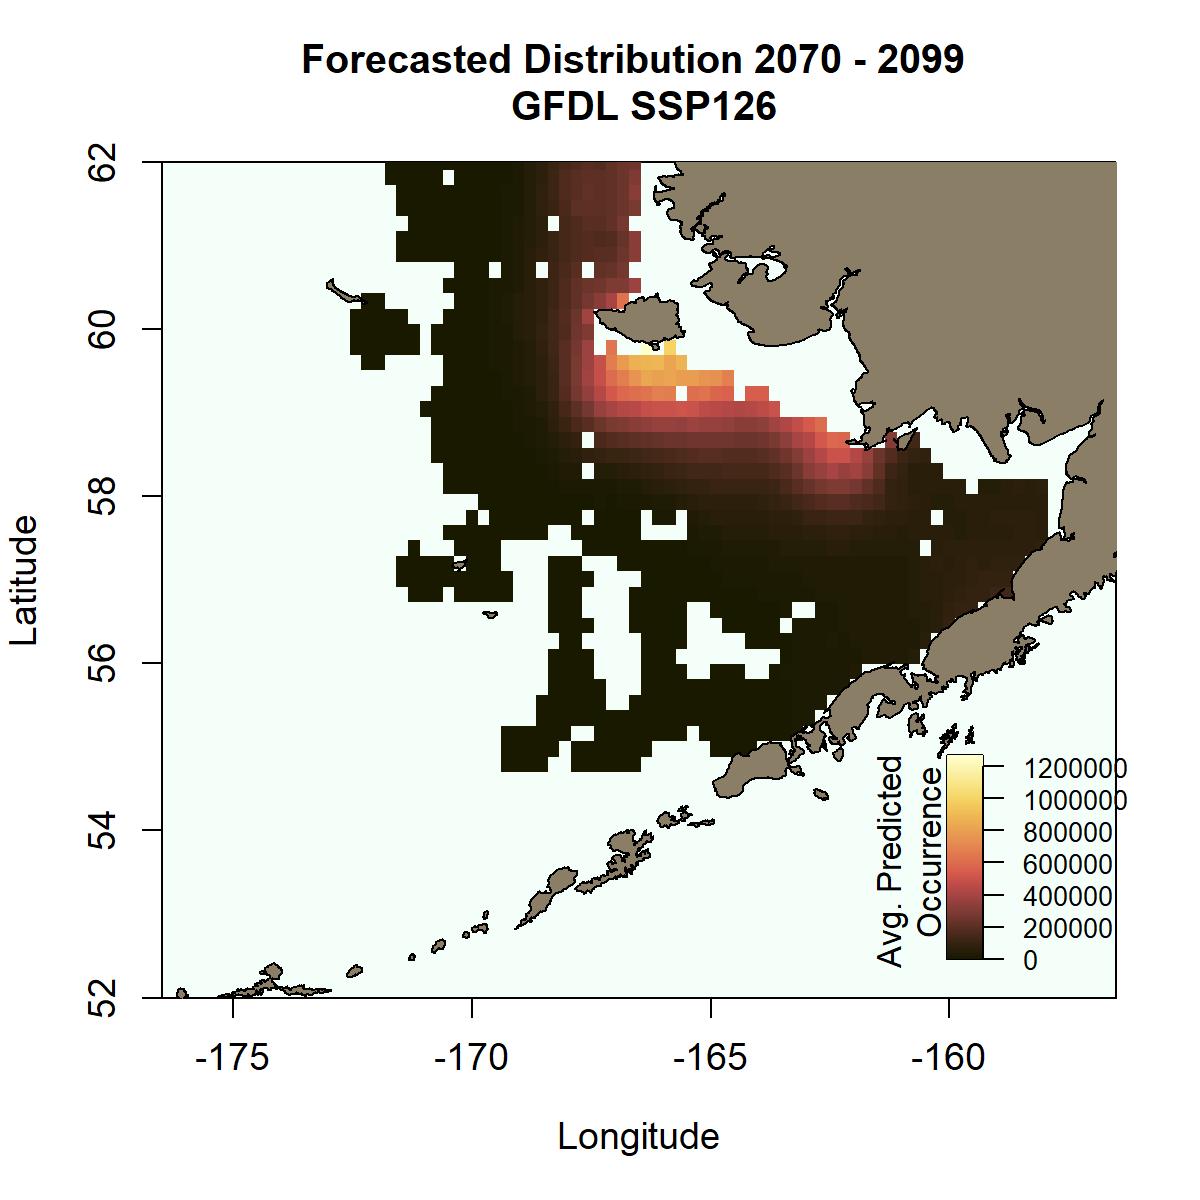 Forecasted Distribution 2070 - 2099
GFDL SSP126
Latitude
62
60
58
56
54
52
Avg. Predicted
Occurrence
1200000
1000000
800000
600000
400000
200000
0
-175
-170
-165
-160
Longitude